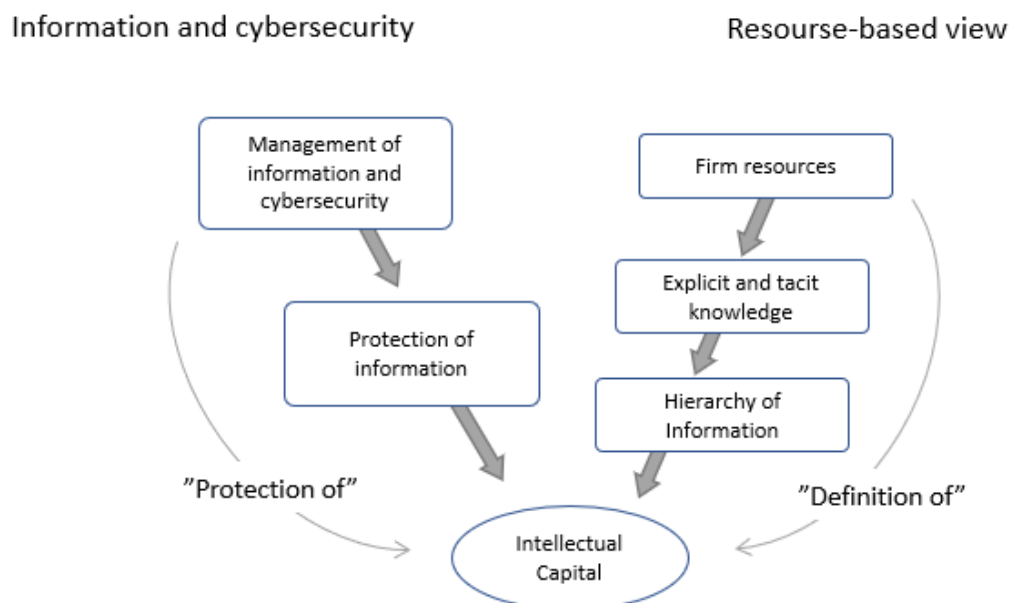 Information and cybersecurity
Resourse-based view
Management of
information and
cybersecurity
Firm resources
Explicit and tacit
knowledge
Protection of
information
Hierarchy of
Information
”Protection of”
”Definition of”
Intellectual
Capital